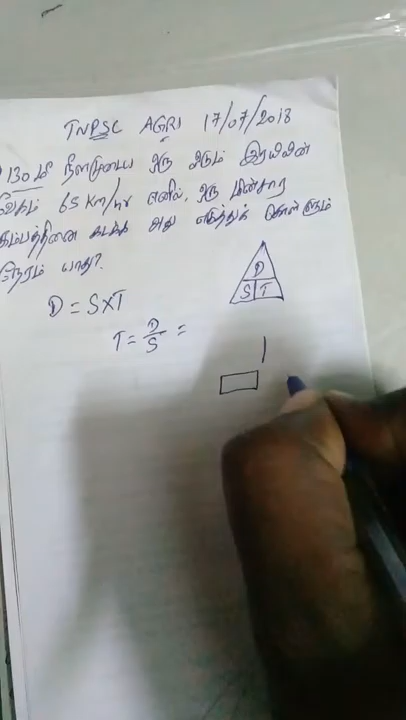 TNPSC AGRI 17/07/2018
130 மீ நீளமுடைய ஒரு ஓடும் இரயிலின்
வேகம் 65 Km/hr எனில், ஒரு மின்சார
கம்பத்தினை கடக்க அது எடுத்துக் கொள்ளும்
நேரம் யாது?
D
S T
D = S×T
T = D/S =